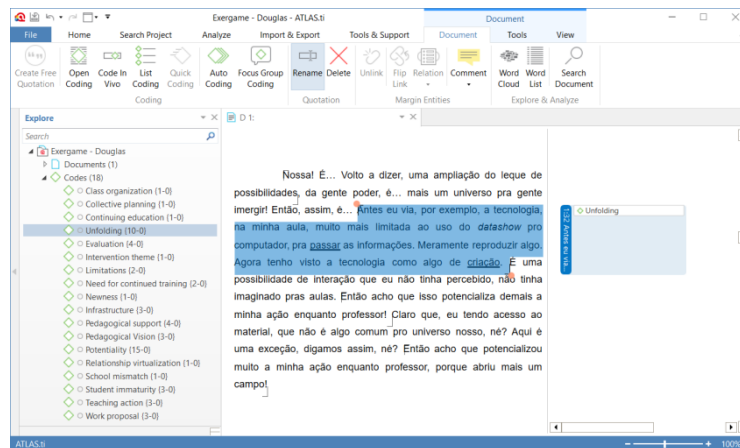 Exergame - Douglas - ATLAS.ti
Document
File Home Search Project Analyze Import & Export Tools & Support Document Tools View
Create Free Quotation
Open Coding
Code In Vivo
List Coding
Quick Coding
Auto Coding
Focus Group Coding
Rename
Delete
Unlink
Flip Link
Relation
Comment
Word Cloud
Word List
Search Document
Coding
Quotation
Margin Entities
Explore & Analyze
Explore
D 1:
Search
Exergame - Douglas
Documents (1)
Codes (18)
Class organization {1-0}
Collective planning {1-0}
Continuing education {1-0}
Unfolding {10-0}
Evaluation {4-0}
Intervention theme {1-0}
Limitations {2-0}
Need for continued training {2-0}
Newness {1-0}
Infrastructure {3-0}
Pedagogical support {4-0}
Pedagogical Vision {3-0}
Potentiality {15-0}
Relationship virtualization {1-0}
School mismatch {1-0}
Student immaturity {3-0}
Teaching action {3-0}
Work proposal {3-0}
Nossa! É... Volto a dizer, uma ampliação do leque de
possibilidades, da gente poder, é... mais um universo pra gente
imergir! Então, assim, é... Antes eu via, por exemplo, a tecnologia,
na minha aula, muito mais limitada ao uso do datashow pro
computador, pra passar as informações. Meramente reproduzir algo.
Agora tenho visto a tecnologia como algo de criação. É uma
possibilidade de interação que eu não tinha percebido, não tinha
imaginado pras aulas. Então acho que isso potencializa demais a
minha ação enquanto professor! Claro que, eu tendo acesso ao
material, que não é algo comum pro universo nosso, né? Aqui é
uma exceção, digamos assim, né? Então acho que potencializou
muito a minha ação enquanto professor, porque abriu mais um
campo!
1:32 Antes eu via...
Unfolding
ATLAS.ti
100%